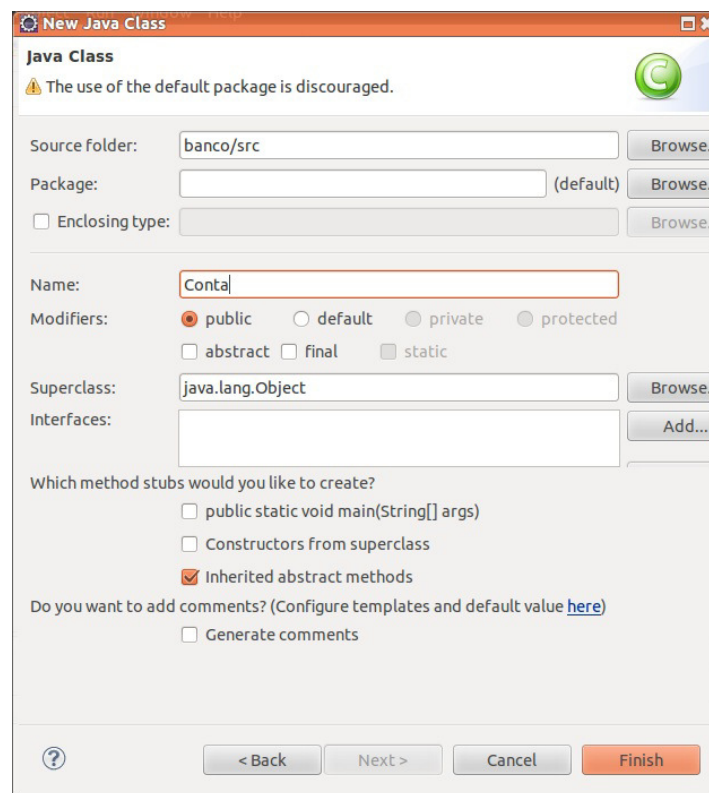 New Java Class
Java Class
The use of the default package is discouraged.
Source folder: banco/src Browse.
Package: (default) Browse.
Enclosing type: Browse.
Name: Conta
Modifiers: public default private protected
abstract final static
Superclass: java.lang.Object Browse.
Interfaces: Add...
Which method stubs would you like to create?
public static void main(String[] args)
Constructors from superclass
Inherited abstract methods
Do you want to add comments? (Configure templates and default value here)
Generate comments
? < Back Next > Cancel Finish